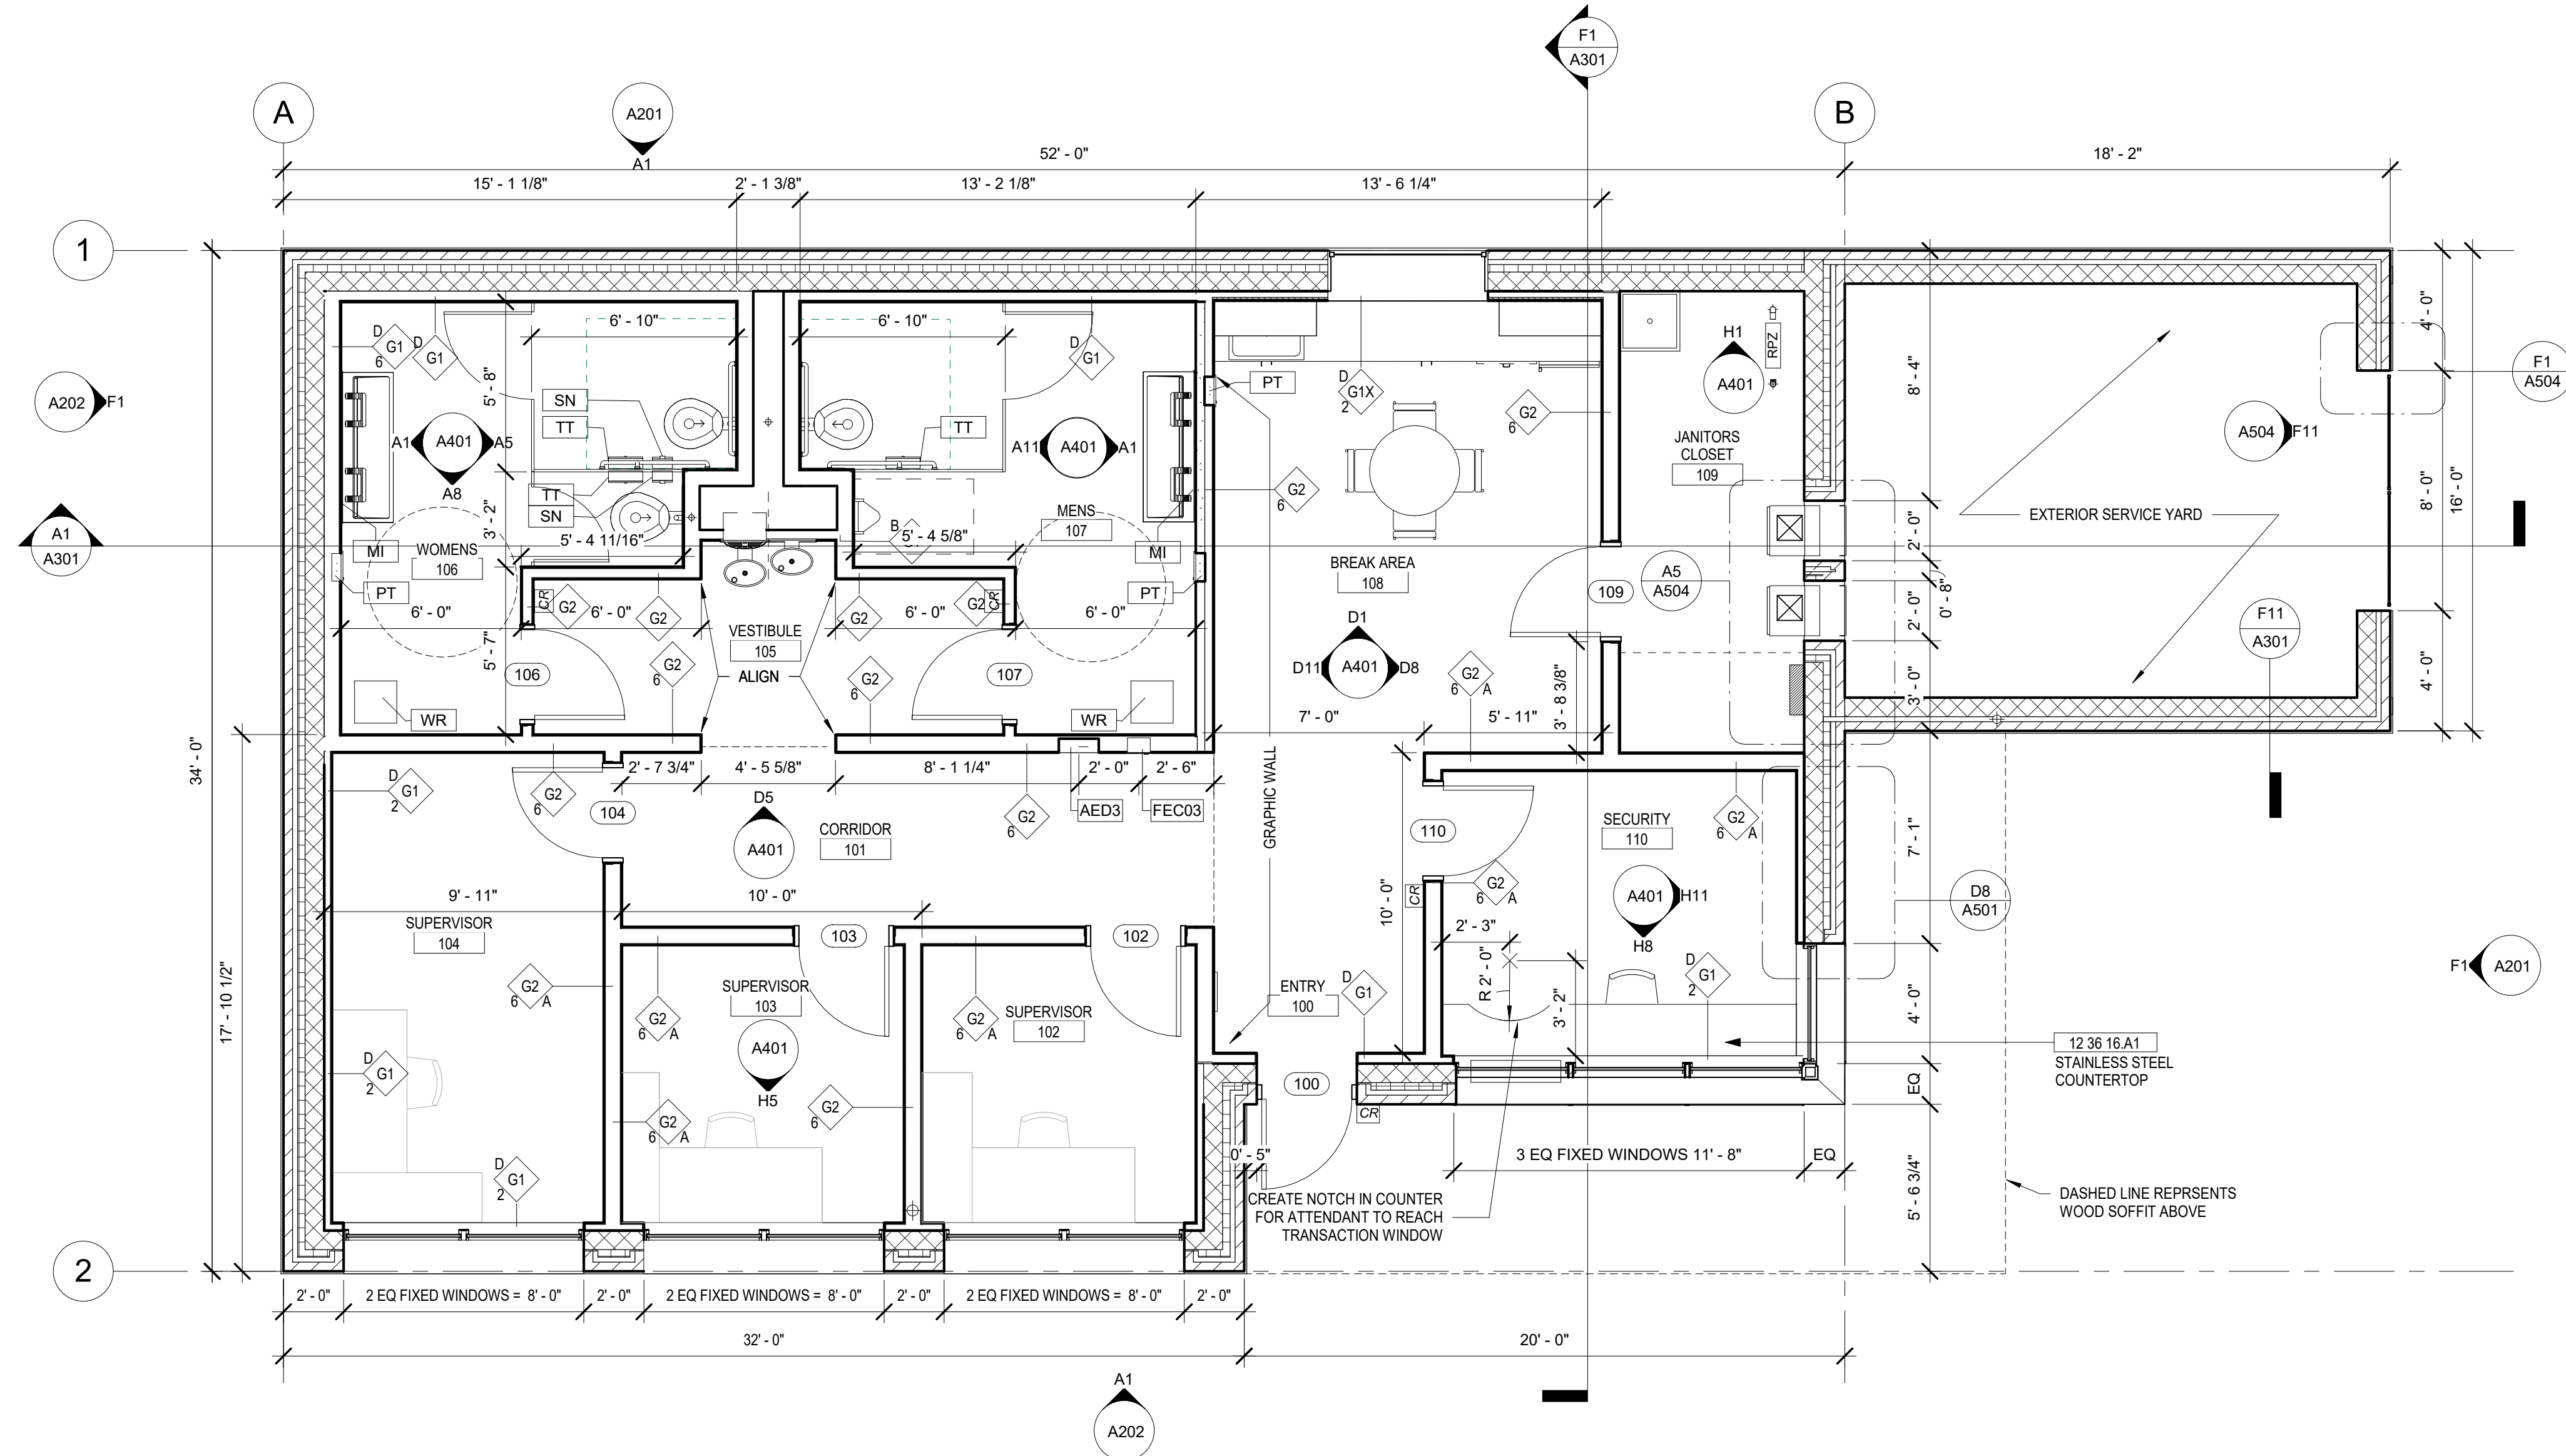 F1
A301
A
A201
A1
B
52' - 0"
18' - 2"
15' - 1 1/8"
2' - 1 3/8"
13' - 2 1/8"
13' - 6 1/4"
1
34' - 0"
17' - 10 1/2"
D
G1
6
D
G1
6' - 10"
6' - 10"
D
G1
5' - 8"
SN
TT
TT
PT
D
G1X
2
G2
6
H1
A401
RPZ
8' - 4"
4' - 0"
F1
A504
A202
F1
A1
A401
A5
A8
A11
A401
A1
JANITORS
CLOSET
109
A504
F11
8' - 0"
16' - 0"
TT
SN
3' - 2"
G2
6
MENS
107
B
5' - 4 11/16"
5' - 4 5/8"
EXTERIOR SERVICE YARD
A1
A301
MI
WOMENS
106
MI
2' - 0"
BREAK AREA
108
PT
PT
CR
G2
G2
G2
G2
CR
109
A5
A504
2' - 0"
0' - 8"
6' - 0"
6' - 0"
6' - 0"
6' - 0"
VESTIBULE
105
ALIGN
5' - 7"
106
G2
6
G2
6
107
D1
D11
A401
D8
G2
6
A
3' - 8 3/8"
F11
A301
3' - 0"
4' - 0"
WR
WR
7' - 0"
5' - 11"
2' - 7 3/4"
4' - 5 5/8"
8' - 1 1/4"
2' - 0"
2' - 6"
D
G1
2
G2
6
104
D5
A401
CORRIDOR
101
G2
6
AED3
FEC03
GRAPHIC WALL
110
SECURITY
110
G2
6
A
7' - 1"
9' - 11"
10' - 0"
SUPERVISOR
104
103
102
10' - 0"
CR
G2
6
A
A401
H11
H8
D8
A501
2' - 3"
R 2' - 0"
3' - 2"
F1
A201
G2
6
A
SUPERVISOR
103
G2
6
A
SUPERVISOR
102
G2
6
A
ENTRY
100
D
G1
D
G1
2
4' - 0"
A401
H5
D
G1
2
G2
6
A
G2
6
100
CR
12 36 16.A1
STAINLESS STEEL
COUNTERTOP
EQ
D
G1
2
0' - 5"
3 EQ FIXED WINDOWS 11' - 8"
EQ
5' - 6 3/4"
CREATE NOTCH IN COUNTER
FOR ATTENDANT TO REACH
TRANSACTION WINDOW
DASHED LINE REPRSENTS
WOOD SOFFIT ABOVE
2
2' - 0"
2 EQ FIXED WINDOWS = 8' - 0"
2' - 0"
2 EQ FIXED WINDOWS = 8' - 0"
2' - 0"
2 EQ FIXED WINDOWS = 8' - 0"
2' - 0"
32' - 0"
20' - 0"
A1
A202